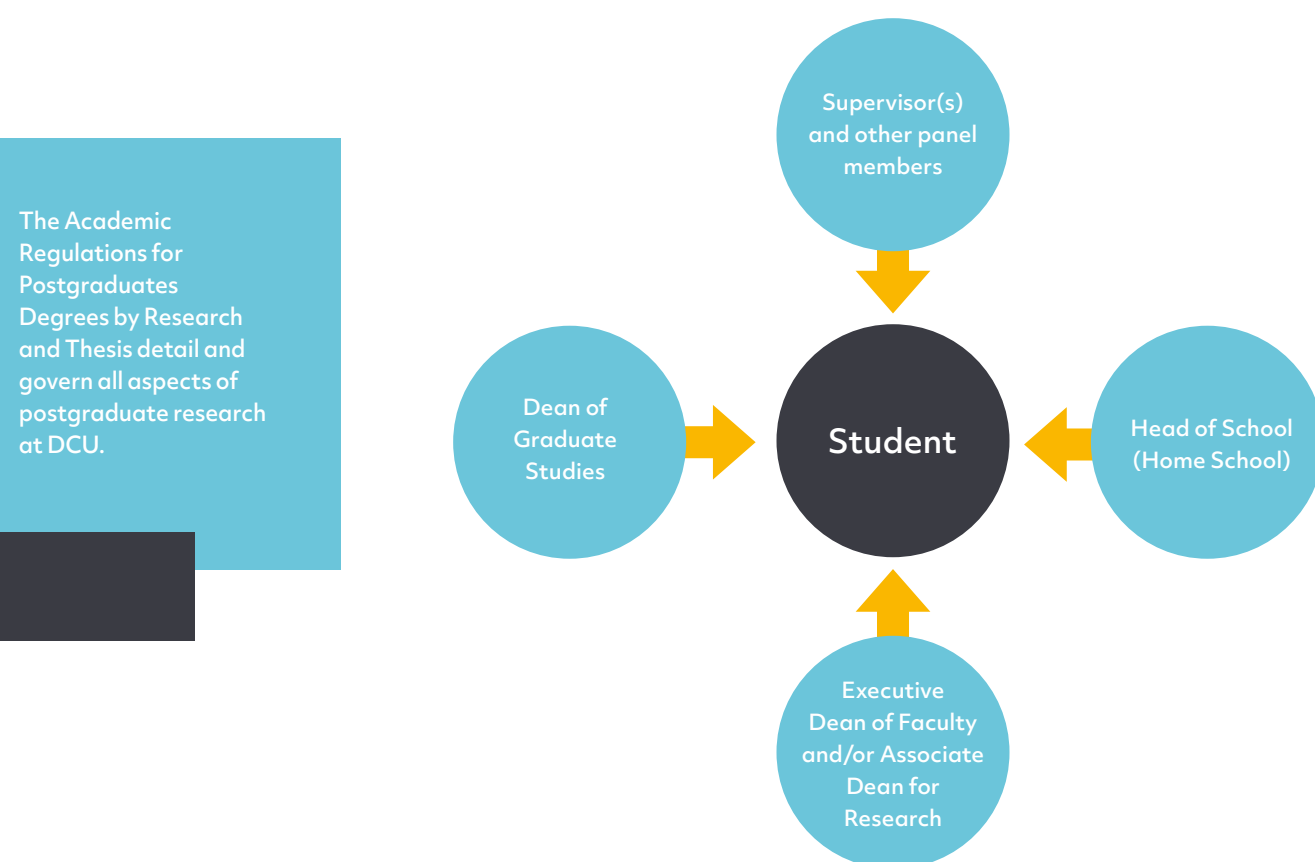 The Academic
Regulations for
Postgraduates
Degrees by Research
and Thesis detail and
govern all aspects of
postgraduate research
at DCU.
Supervisor(s)
and other panel
members
Dean of
Graduate
Studies
Student
Head of School
(Home School)
Executive
Dean of Faculty
and/or Associate
Dean for
Research